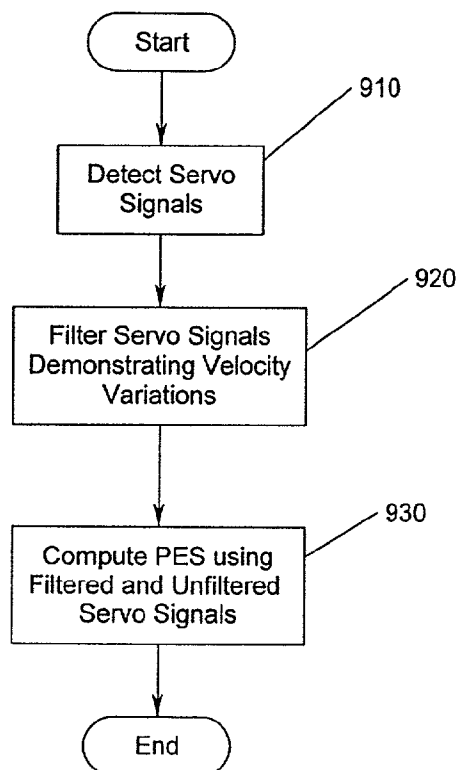 Start
910
Detect Servo
Signals
920
Filter Servo Signals
Demonstrating Velocity
Variations
930
Compute PES using
Filtered and Unfiltered
Servo Signals
End